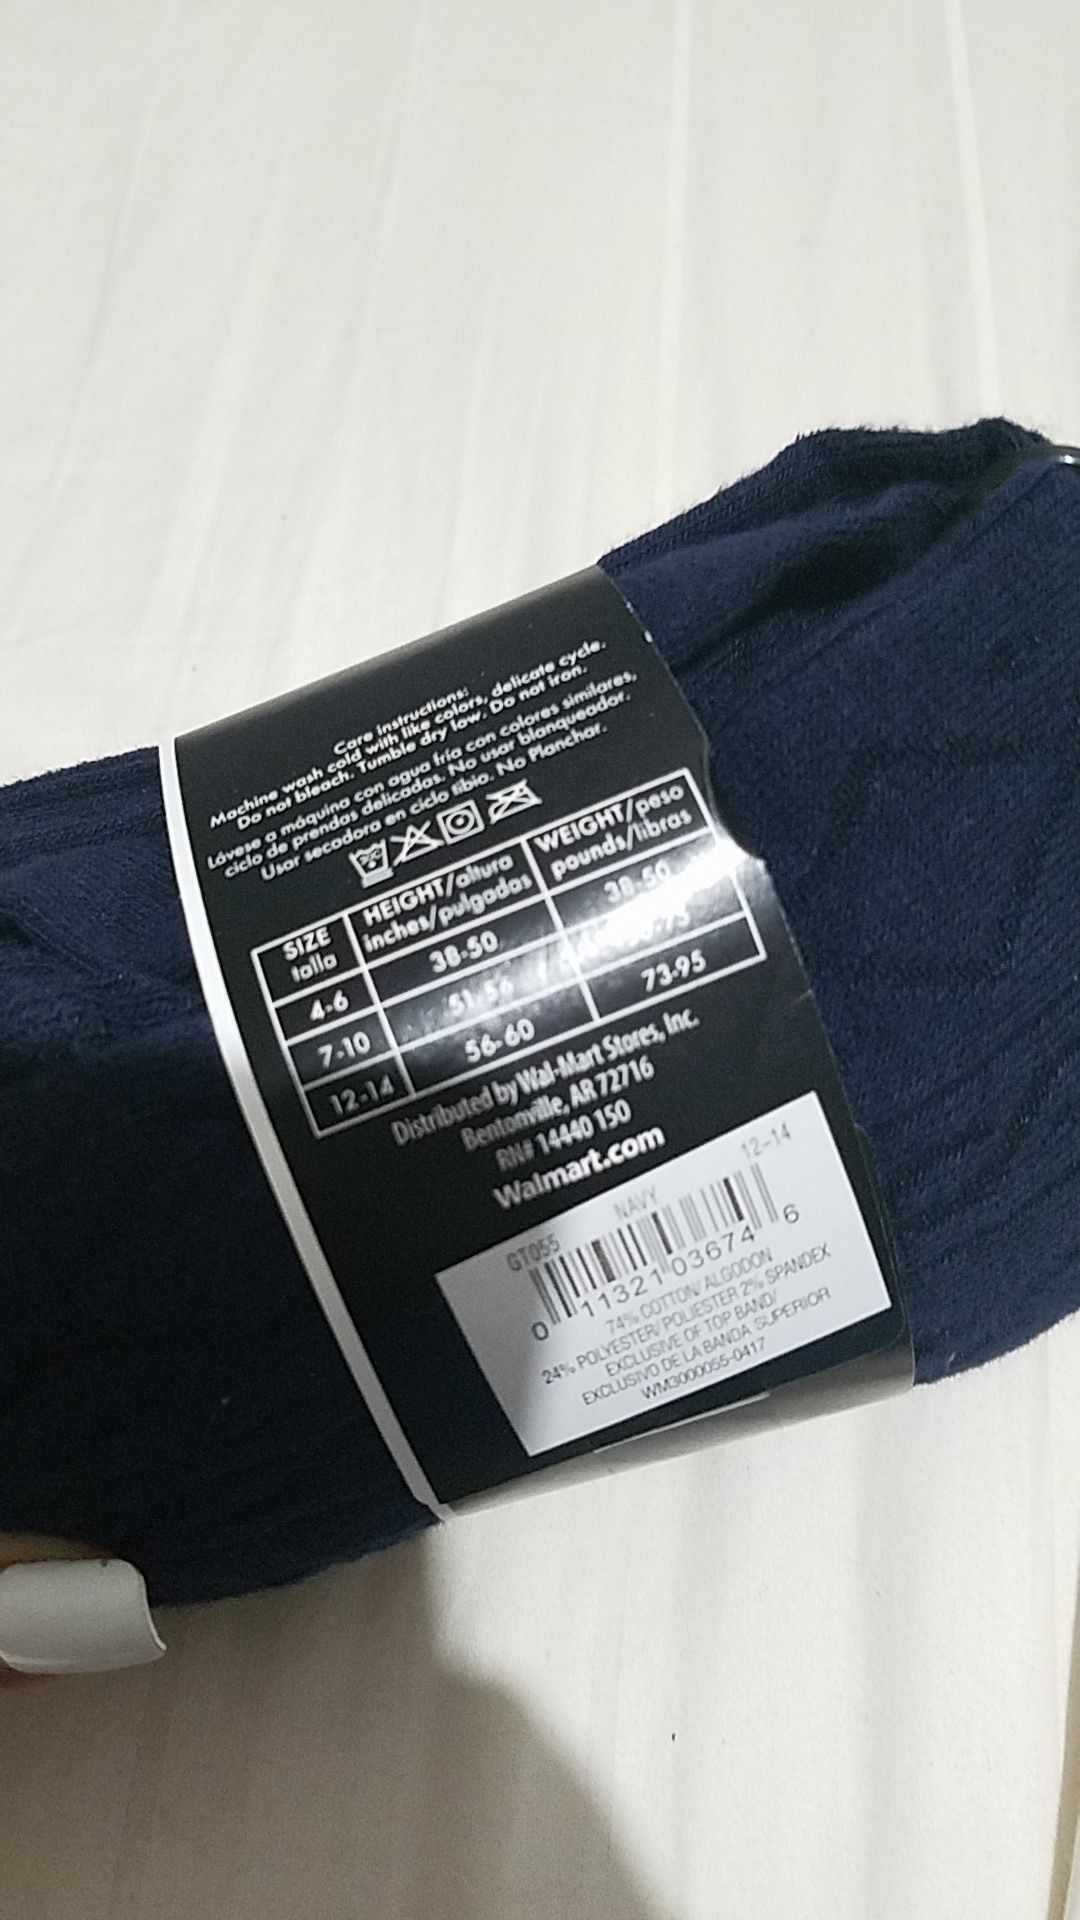 Care instructions:
Machine wash cold with like colors, delicate cycle.
Do not bleach. Tumble dry low. Do not iron.
Lávese a máquina con agua fría con colores similares,
ciclo de prendas delicadas. No usar blanqueador.
Usar secadora en ciclo tibio. No Planchar.
SIZE talla HEIGHT/altura inches/pulgadas WEIGHT/peso pounds/libras
4-6 38-50 38-50
7-10 51-56
12-14 56-60 73-95
Distributed by Wal-Mart Stores, Inc.
Bentonville, AR 72716
RN# 14440 150
Walmart.com
GT055 NAVY 12-14
0 11321 03674 6
74% COTTON/ ALGODON
24% POLYESTER/ POLIESTER 2% SPANDEX
EXCLUSIVE OF TOP BAND/
EXCLUSIVO DE LA BANDA SUPERIOR
WM3000055-0417